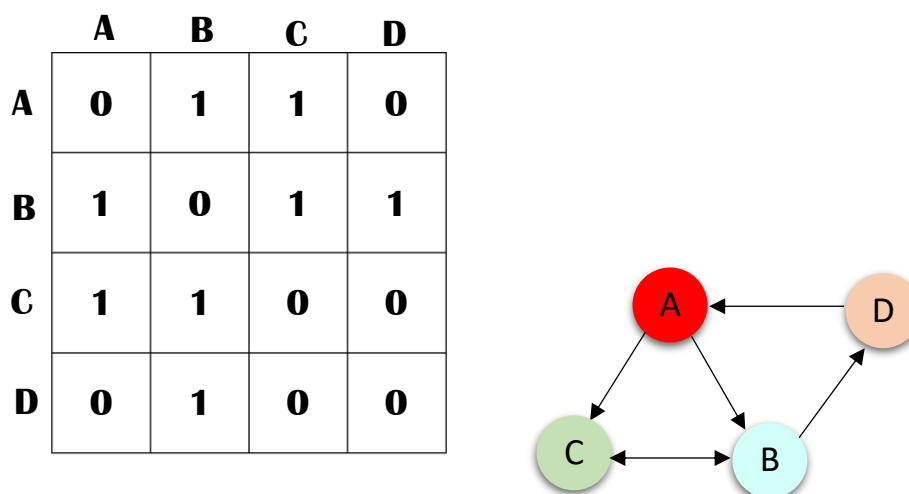 A B C D
A 0 1 1 0
B 1 0 1 1
C 1 1 0 0
D 0 1 0 0
A D
C B